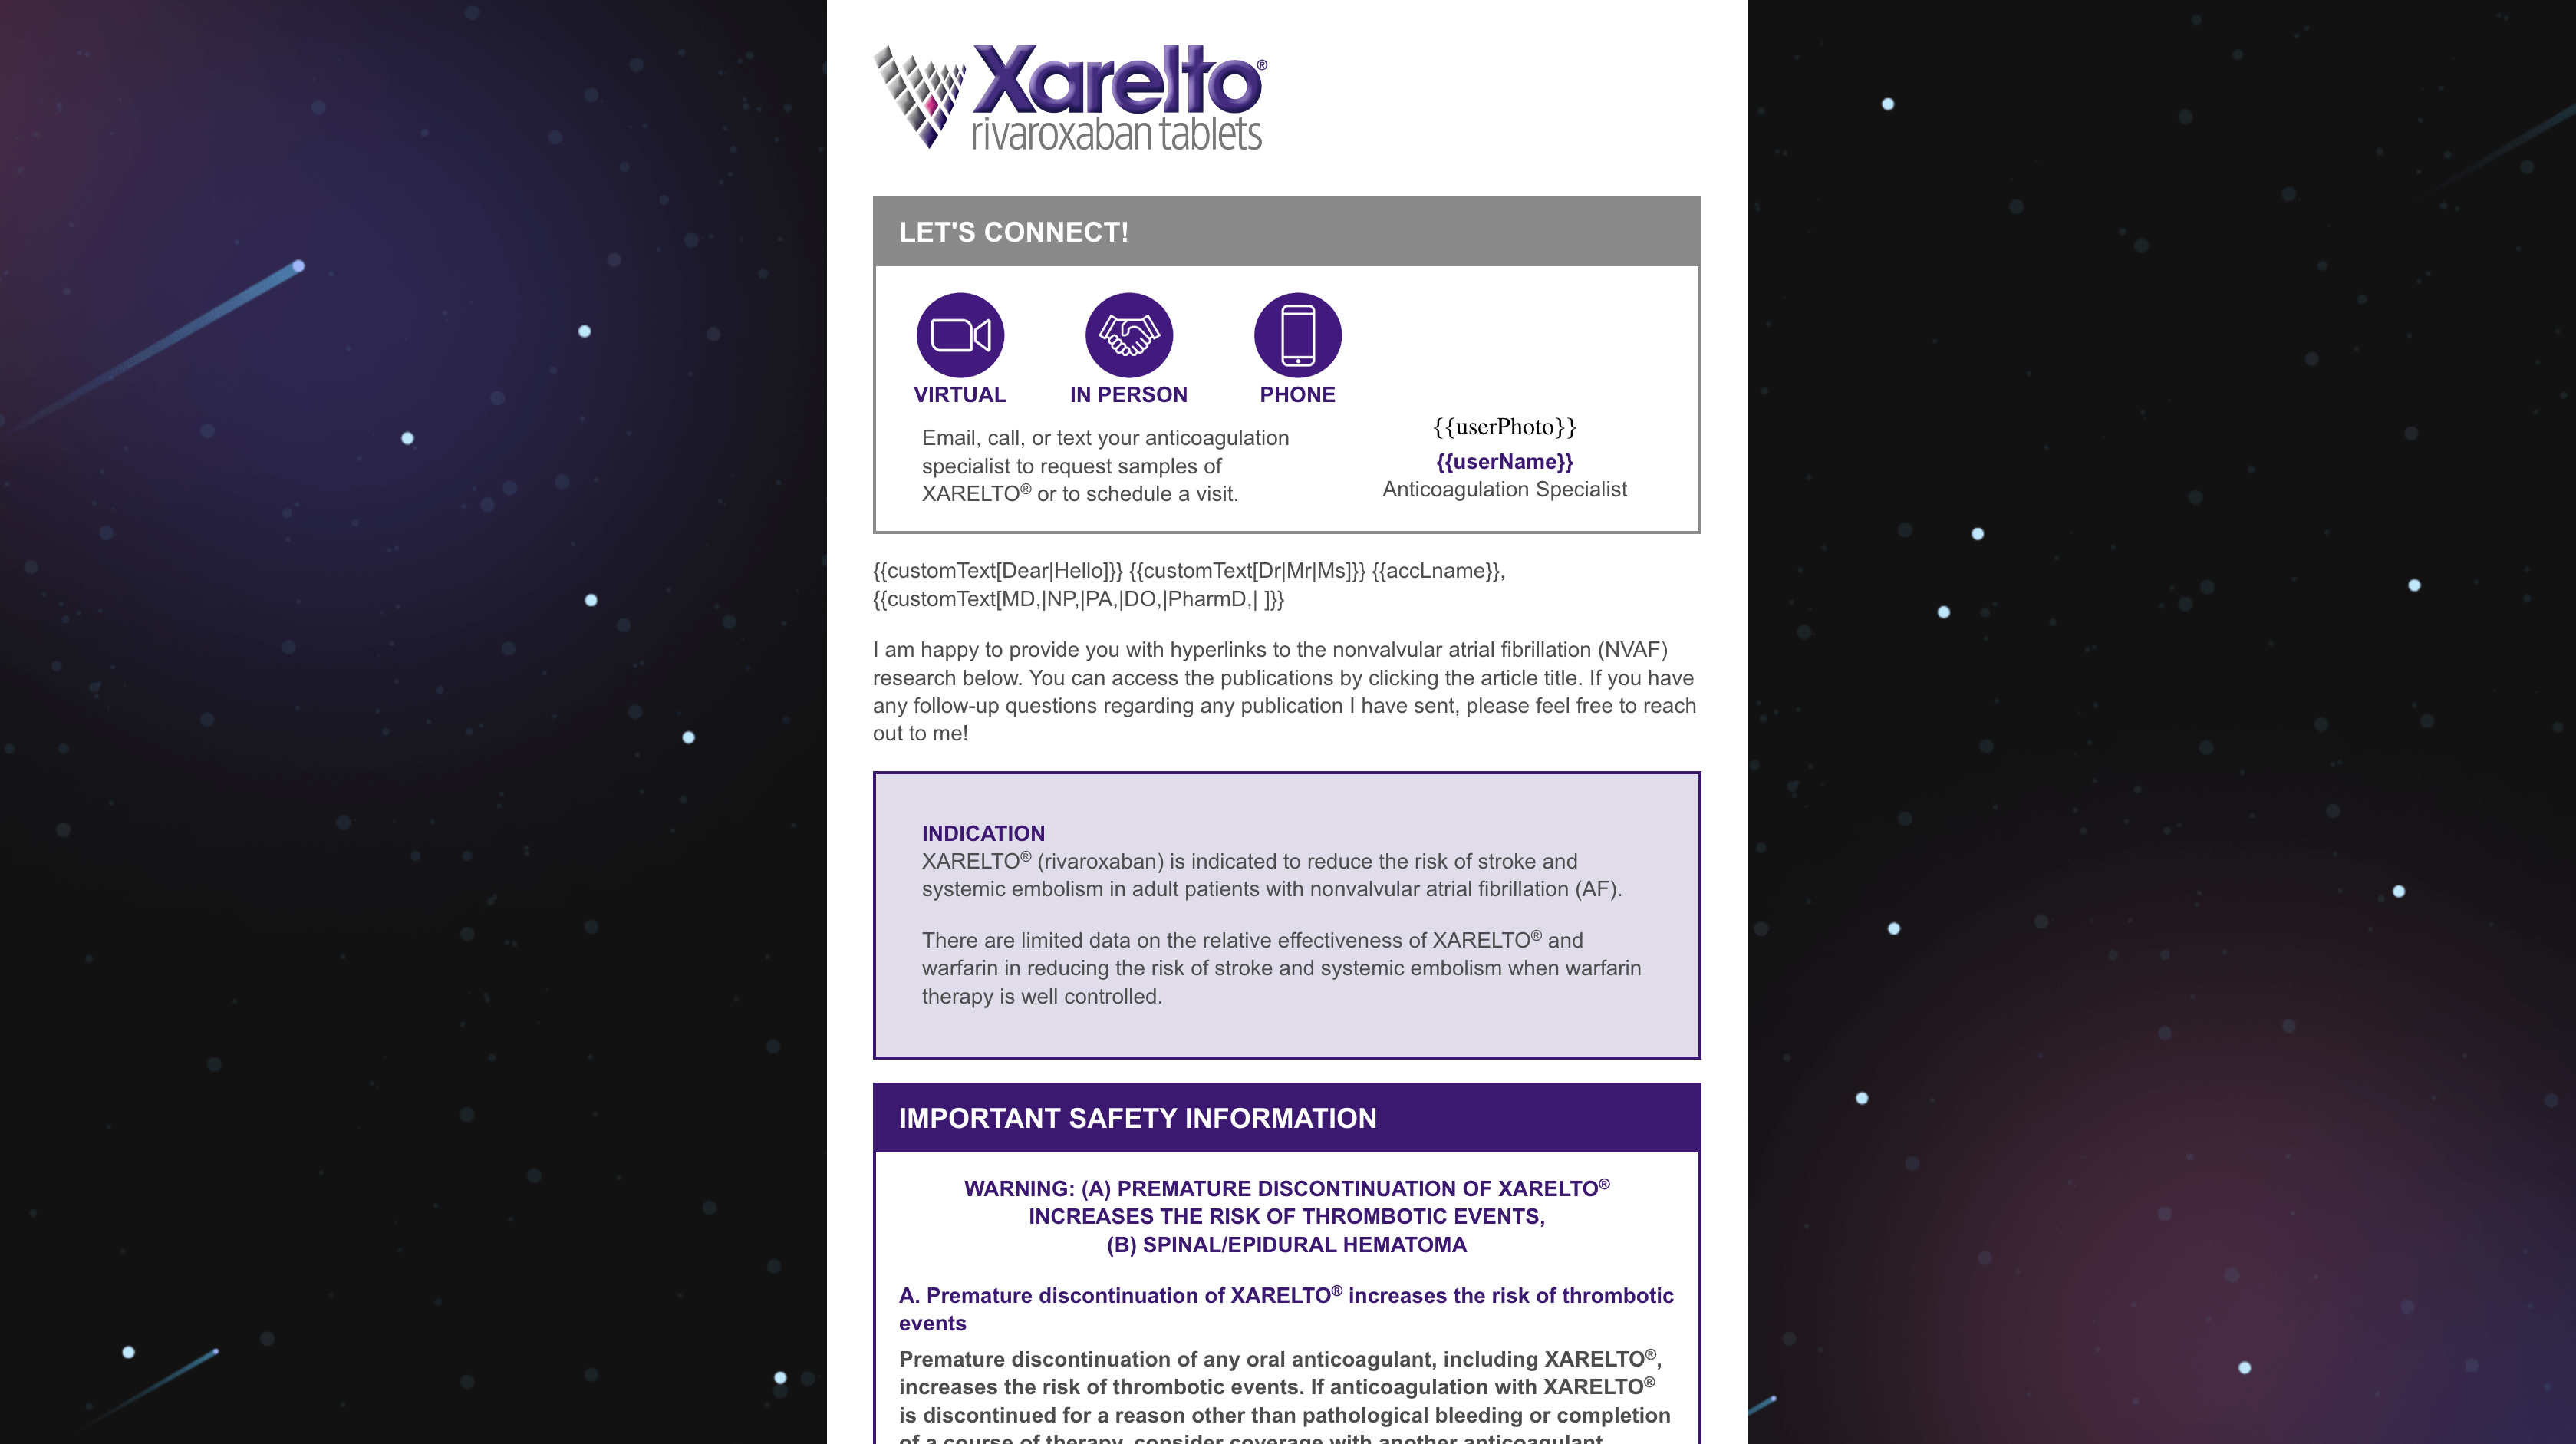 Xarelto®
rivaroxaban tablets
LET'S CONNECT!
VIRTUAL
IN PERSON
PHONE
Email, call, or text your anticoagulation
specialist to request samples of
XARELTO® or to schedule a visit.
{{userPhoto}}
{{userName}}
Anticoagulation Specialist
{{customText[Dear|Hello]}} {{customText[Dr|Mr|Ms]}} {{accLname}},
{{customText[MD,|NP,|PA,|DO,|PharmD,| ]}}
I am happy to provide you with hyperlinks to the nonvalvular atrial fibrillation (NVAF)
research below. You can access the publications by clicking the article title. If you have
any follow-up questions regarding any publication I have sent, please feel free to reach
out to me!
INDICATION
XARELTO® (rivaroxaban) is indicated to reduce the risk of stroke and
systemic embolism in adult patients with nonvalvular atrial fibrillation (AF).
There are limited data on the relative effectiveness of XARELTO® and
warfarin in reducing the risk of stroke and systemic embolism when warfarin
therapy is well controlled.
IMPORTANT SAFETY INFORMATION
WARNING: (A) PREMATURE DISCONTINUATION OF XARELTO®
INCREASES THE RISK OF THROMBOTIC EVENTS,
(B) SPINAL/EPIDURAL HEMATOMA
A. Premature discontinuation of XARELTO® increases the risk of thrombotic
events
Premature discontinuation of any oral anticoagulant, including XARELTO®,
increases the risk of thrombotic events. If anticoagulation with XARELTO®
is discontinued for a reason other than pathological bleeding or completion
of a course of therapy, consider coverage with another anticoagulant.